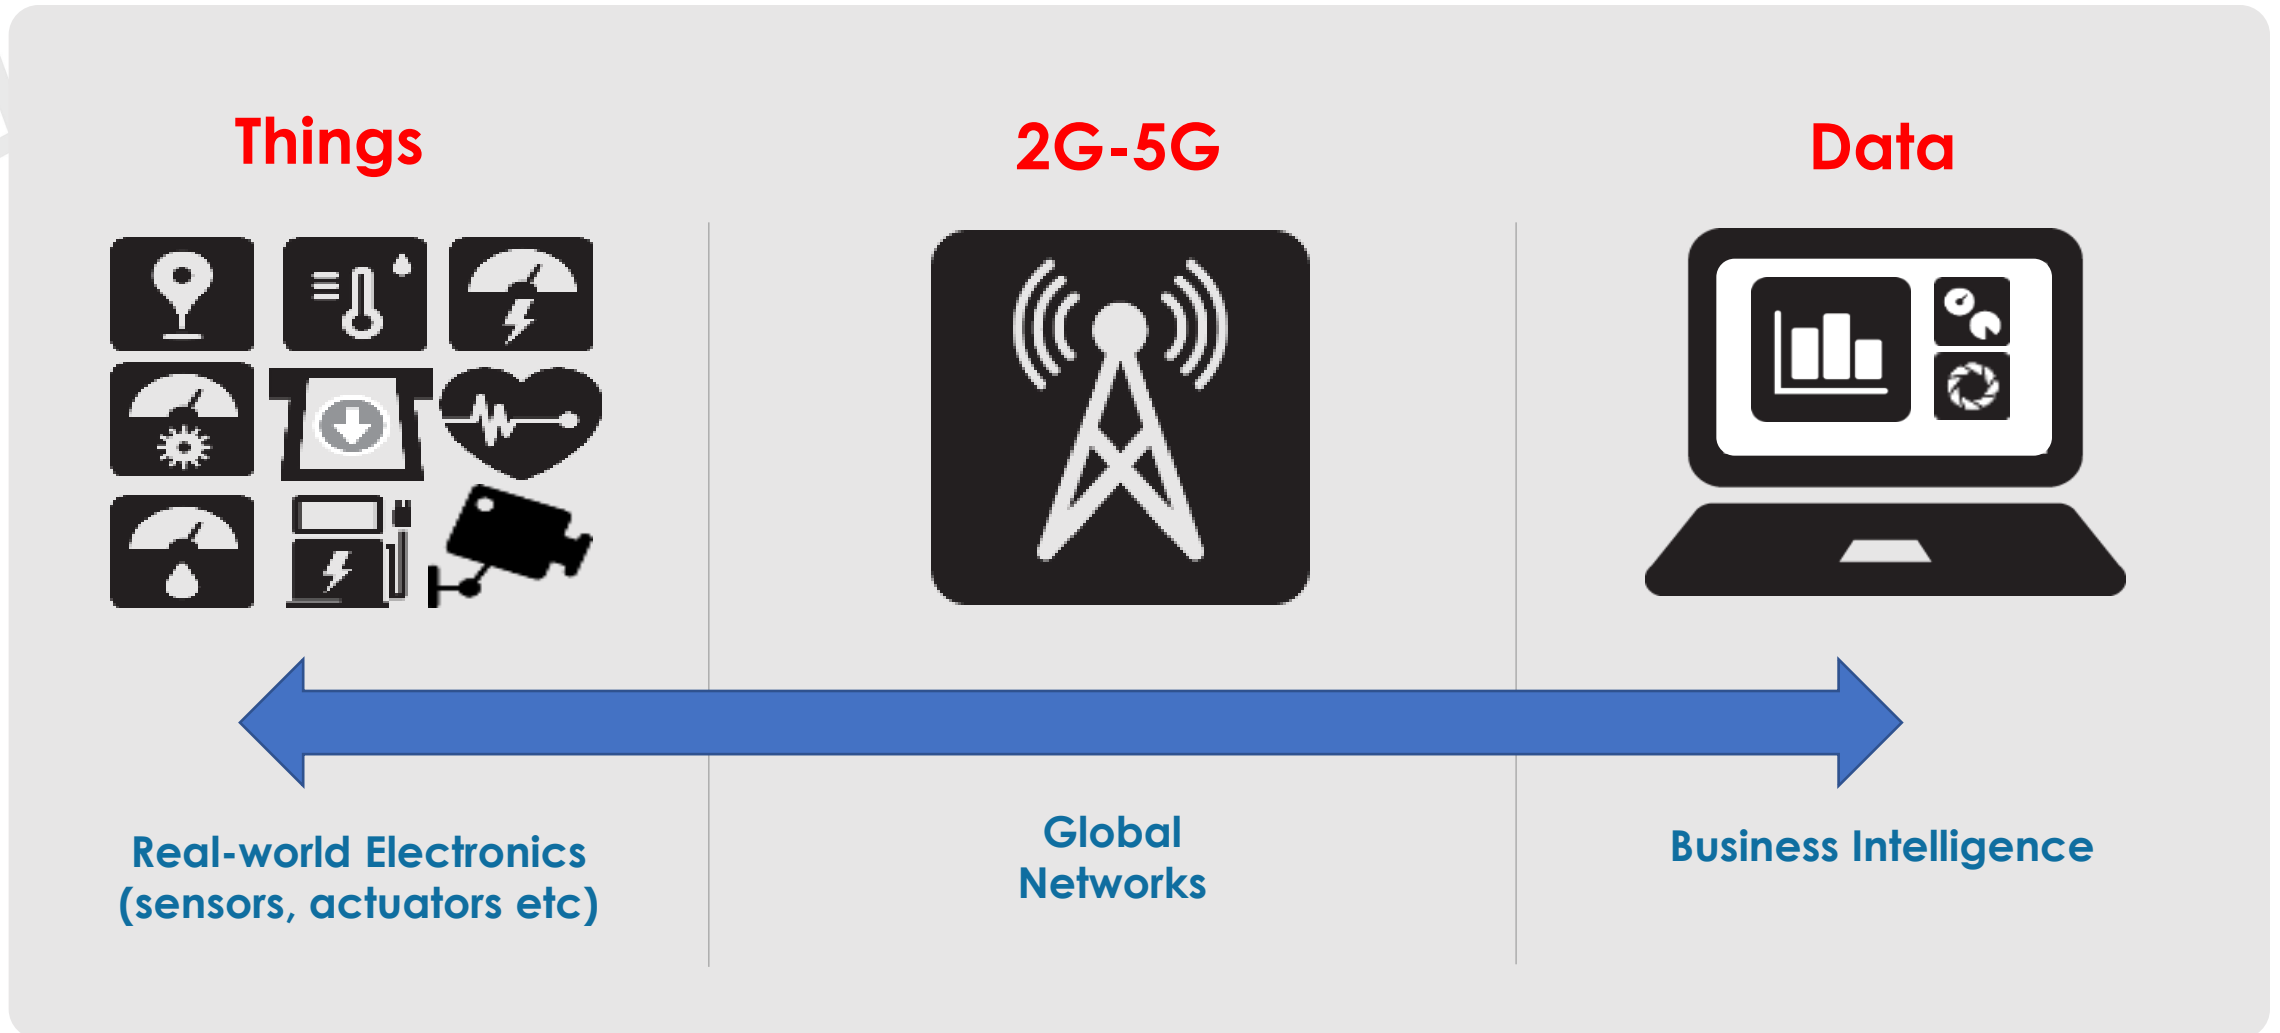 Things
2G-5G
Data
Real-world Electronics
(sensors, actuators etc)
Global
Networks
Business Intelligence